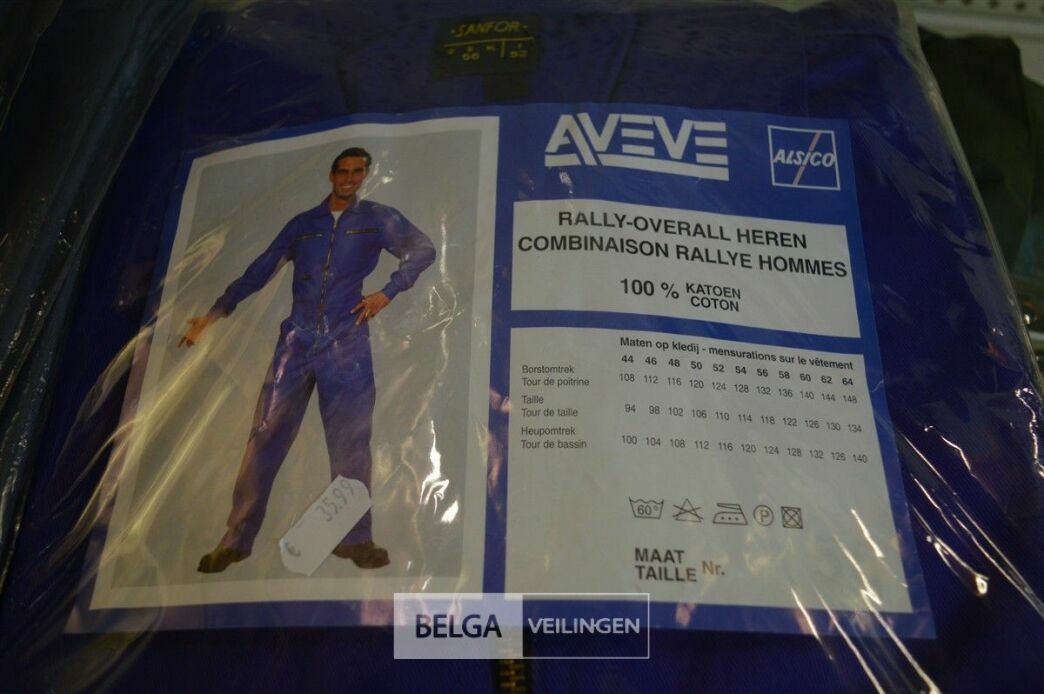 ·SANFOR·
56
52
AVEVE
ALSICO
RALLY-OVERALL HEREN
COMBINAISON RALLYE HOMMES
100 % KATOEN
COTON
Maten op kledij - mensurations sur le vêtement
44 46 48 50 52 54 56 58 60 62 64
Borstomtrek
Tour de poitrine 108 112 116 120 124 128 132 136 140 144 148
Taille
Tour de taille 94 98 102 106 110 114 118 122 126 130 134
Heupomtrek
Tour de bassin 100 104 108 112 116 120 124 128 132 126 140
60° P
MAAT
TAILLE Nr.
€ 35.99
BELGA VEILINGEN